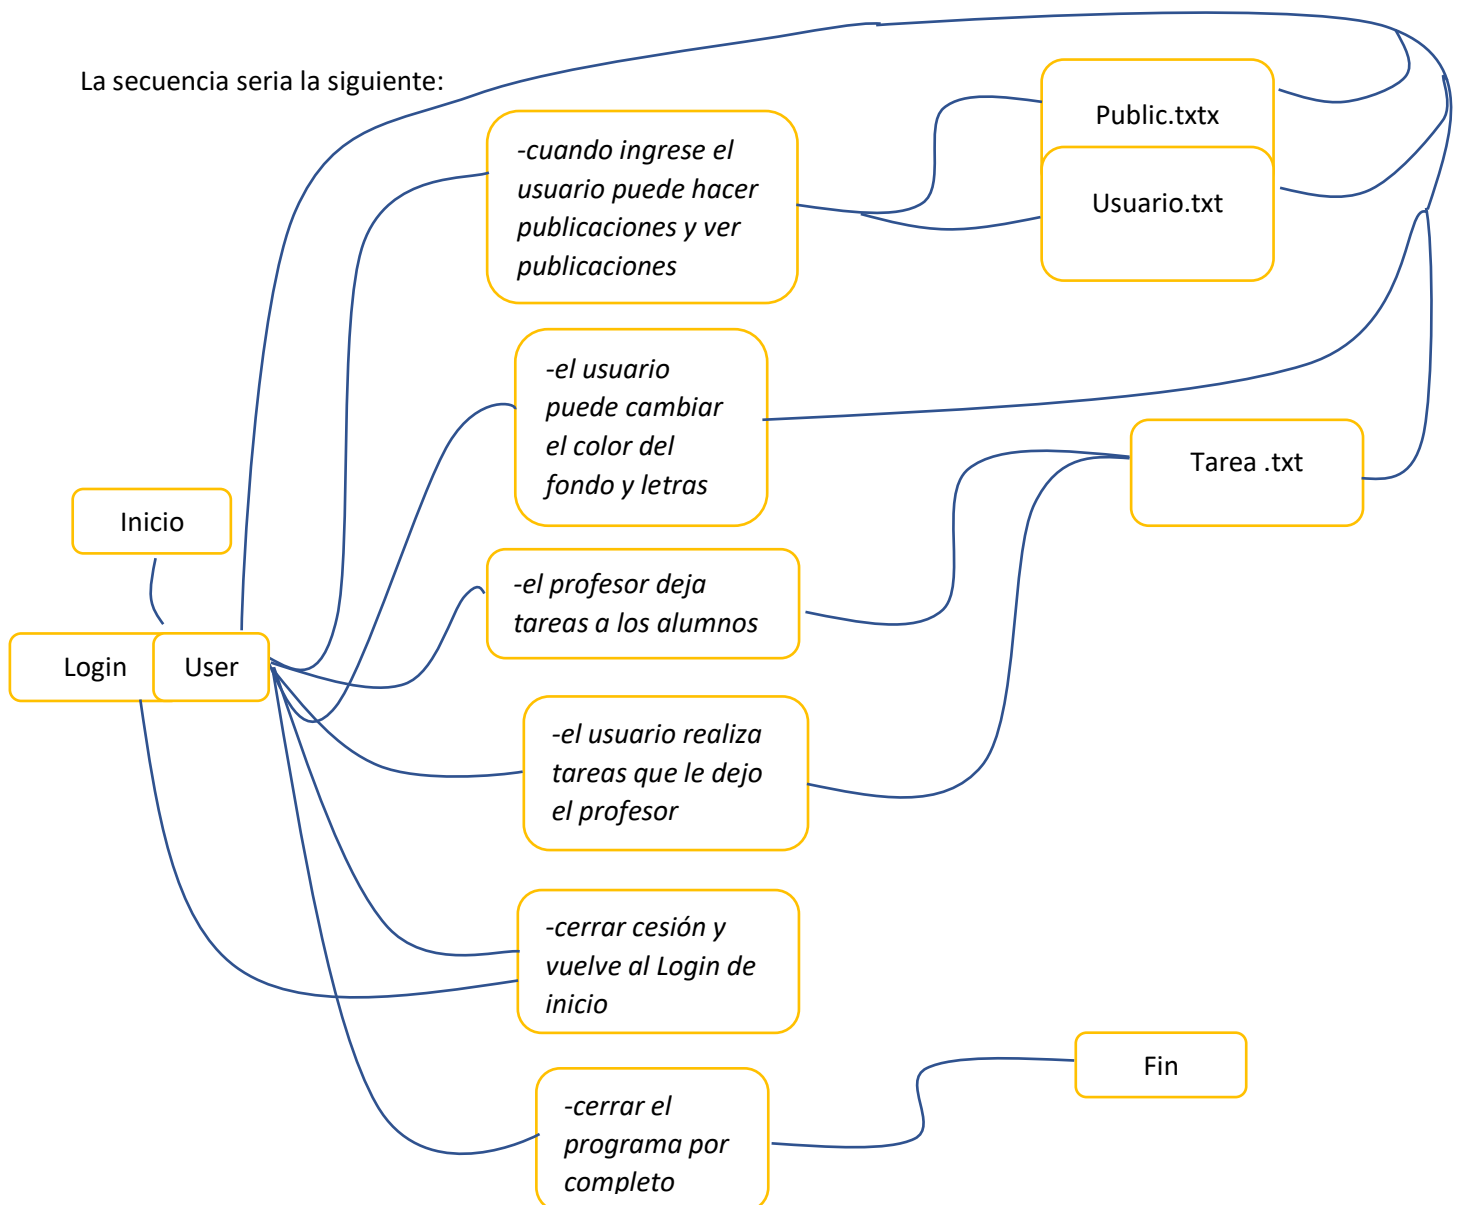 La secuencia seria la siguiente:
-cuando ingrese el
usuario puede hacer
publicaciones y ver
publicaciones
Public.txtx
Usuario.txt
-el usuario
puede cambiar
el color del
fondo y letras
Tarea .txt
Inicio
-el profesor deja
tareas a los alumnos
Login
User
-el usuario realiza
tareas que le dejo
el profesor
-cerrar cesión y
vuelve al Login de
inicio
Fin
-cerrar el
programa por
completo